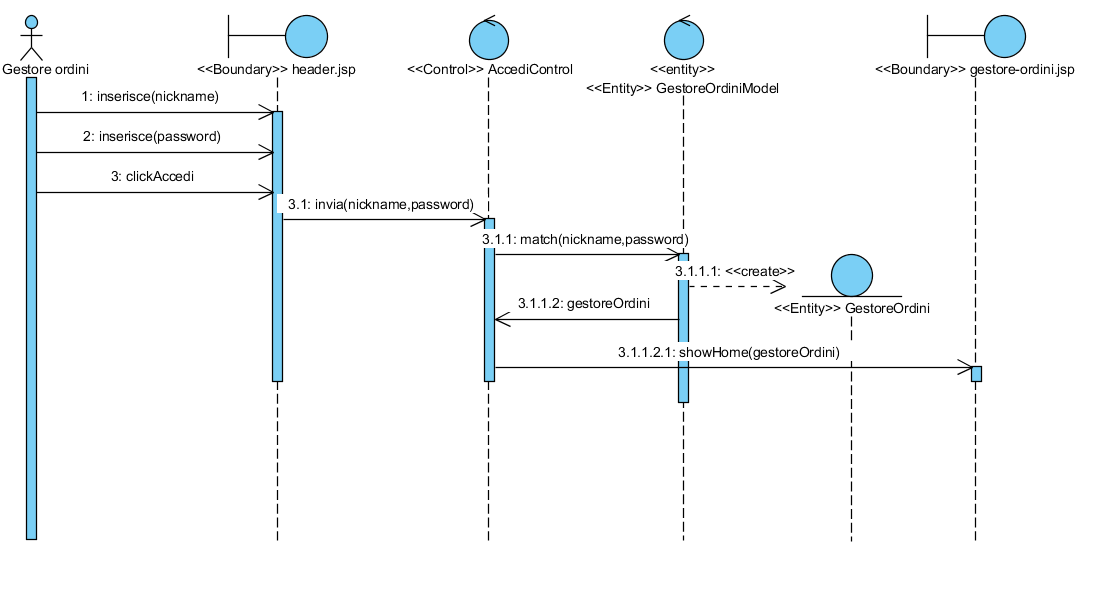 Gestore ordini
<<Boundary>> header.jsp
<<Control>> AccediControl
<<entity>>
<<Entity>> GestoreOrdiniModel
<<Boundary>> gestore-ordini.jsp
1: inserisce(nickname)
2: inserisce(password)
3: clickAccedi
3.1: invia(nickname,password)
3.1.1: match(nickname,password)
3.1.1.1: <<create>>
<<Entity>> GestoreOrdini
3.1.1.2: gestoreOrdini
3.1.1.2.1: showHome(gestoreOrdini)